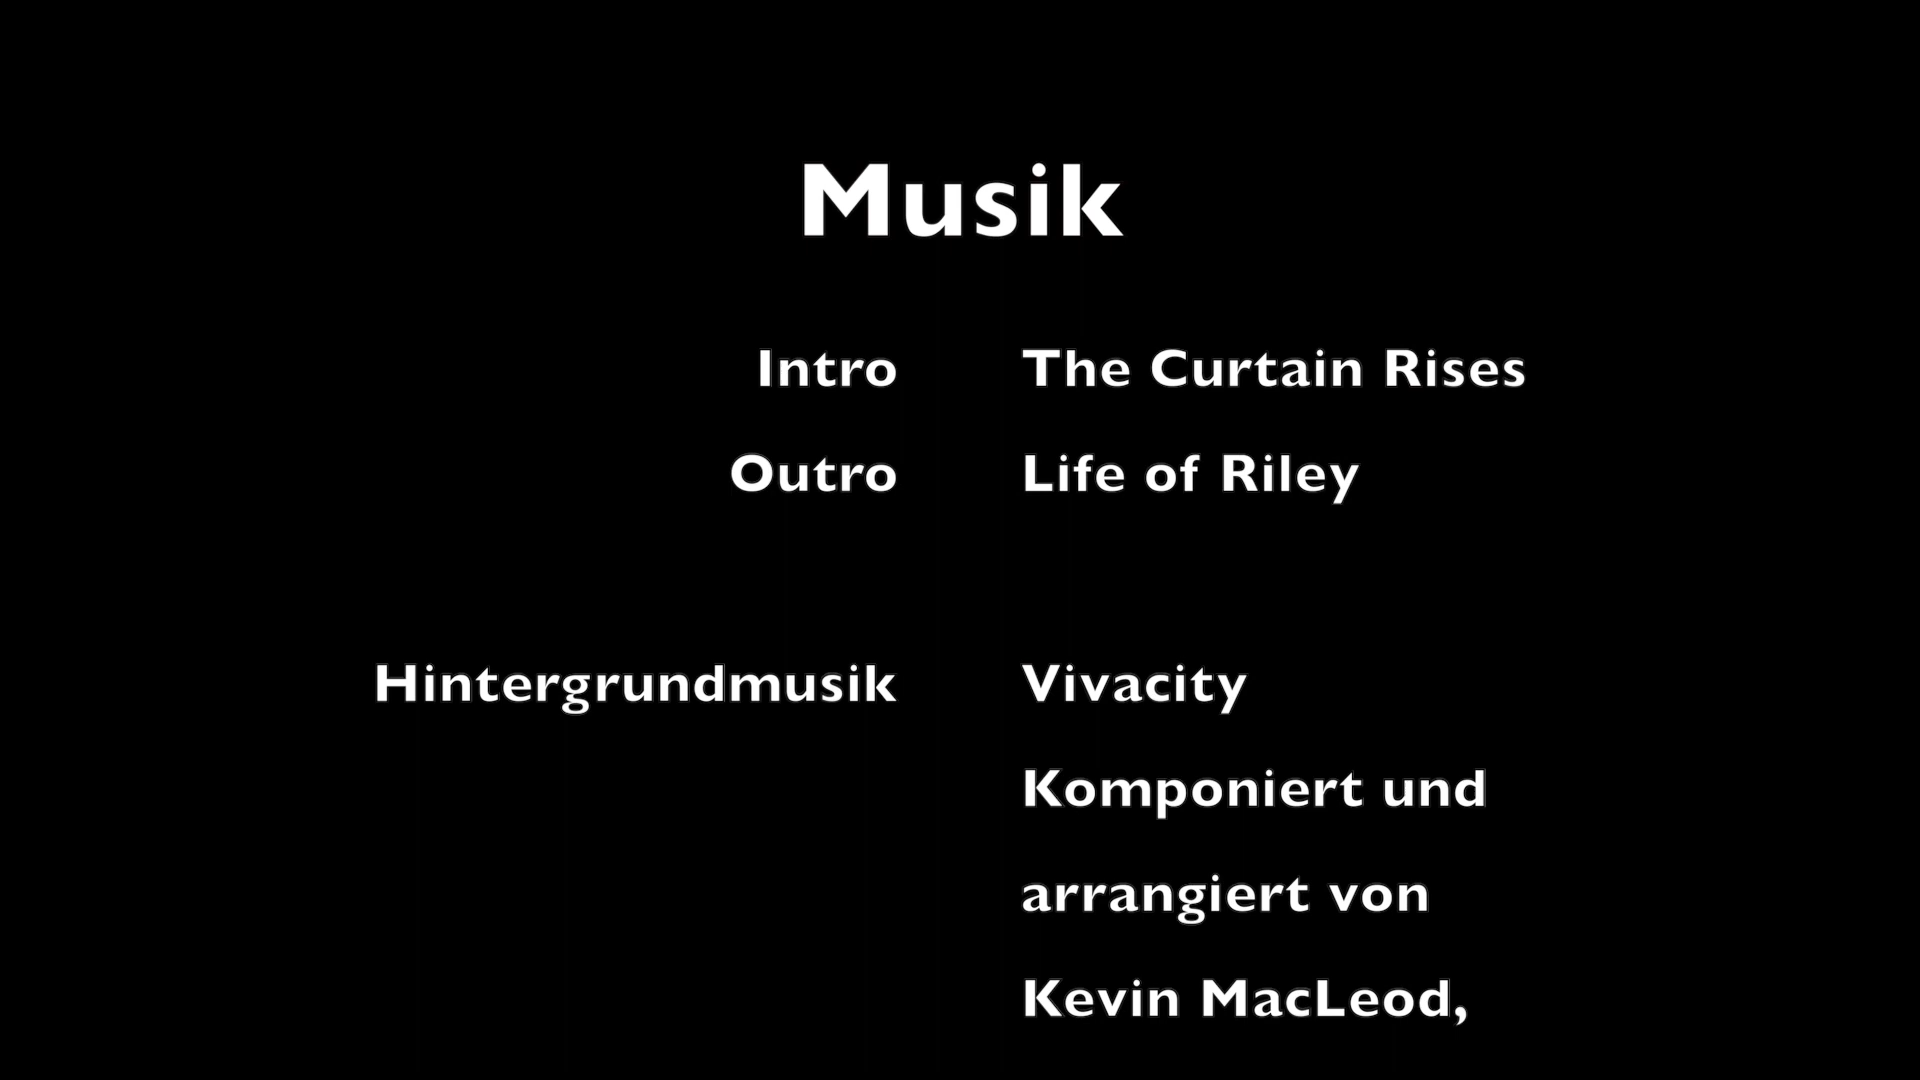 Musik
Intro The Curtain Rises
Outro Life of Riley
Hintergrundmusik Vivacity
Komponiert und
arrangiert von
Kevin MacLeod,